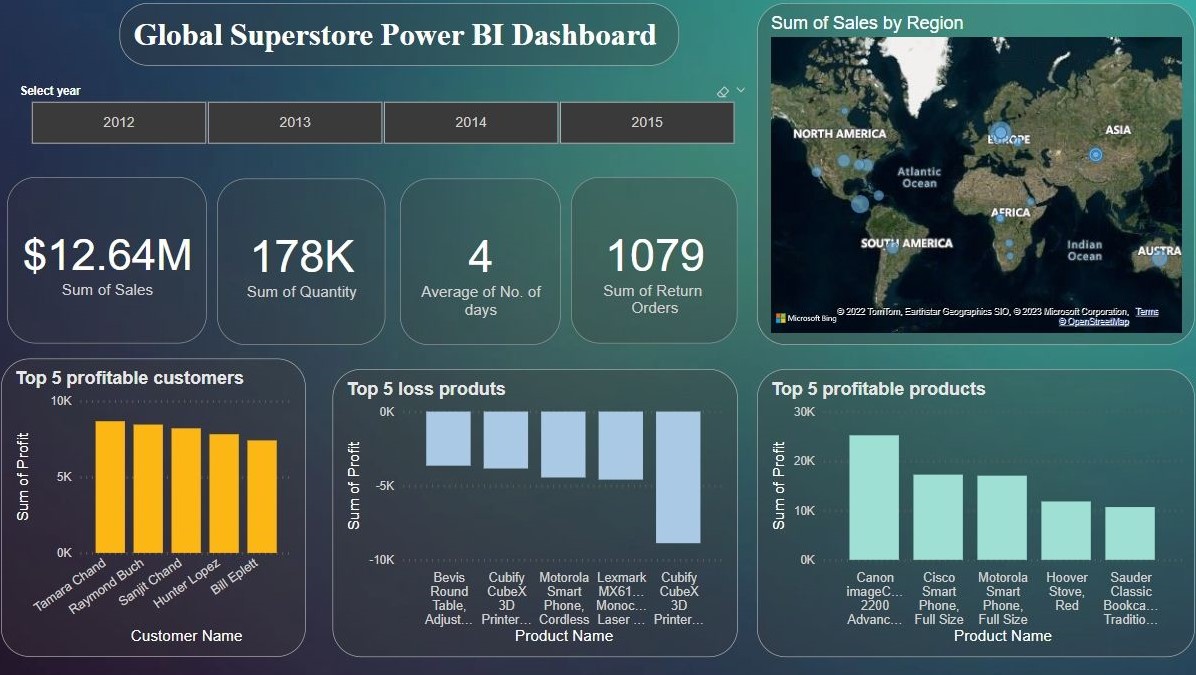 Global Superstore Power BI Dashboard
Select year
2012
2013
2014
2015
$12.64M
Sum of Sales
178K
Sum of Quantity
4
Average of No. of
days
1079
Sum of Return
Orders
Sum of Sales by Region
NORTH AMERICA
EUROPE
ASIA
Atlantic
Ocean
AFRICA
SOUTH AMERICA
Indian
Ocean
AUSTRA
Microsoft Bing
© 2022 TomTom, Earthstar Geographics SIO, © 2023 Microsoft Corporation, Terms
© OpenStreetMap
Top 5 profitable customers
Sum of Profit
10K
5K
0K
Tamara Chand
Raymond Buch
Sanjit Chand
Hunter Lopez
Bill Eplett
Customer Name
Top 5 loss produts
Sum of Profit
0K
-5K
-10K
Bevis
Round
Table,
Adjust...
Cubify
CubeX
3D
Printer...
Motorola
Smart
Phone,
Cordless
Lexmark
MX61...
Monoc...
Laser ...
Cubify
CubeX
3D
Printer...
Product Name
Top 5 profitable products
Sum of Profit
30K
20K
10K
0K
Canon
imageC...
2200
Advanc...
Cisco
Smart
Phone,
Full Size
Motorola
Smart
Phone,
Full Size
Hoover
Stove,
Red
Sauder
Classic
Bookca...
Traditio...
Product Name